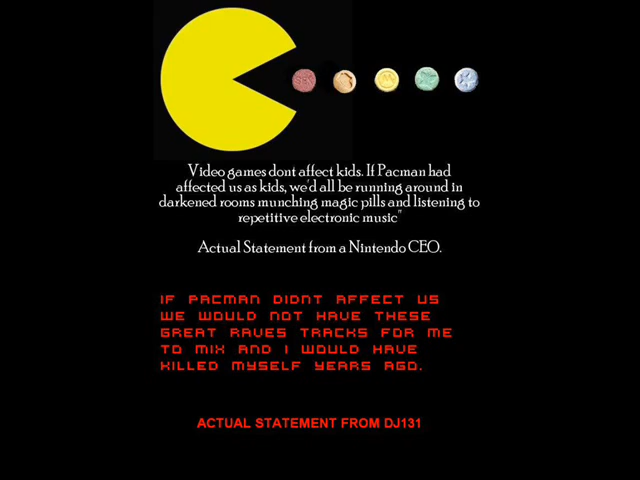 Video games dont affect kids. If Pacman had
affected us as kids, we'd all be running around in
darkened rooms munching magic pills and listening to
repetitive electronic music"
Actual Statement from a Nintendo CEO.
IF PACMAN DIDNT AFFECT US
WE WOULD NOT HAVE THESE
GREAT RAVES TRACKS FOR ME
TO MIX AND I WOULD HAVE
KILLED MYSELF YEARS AGO.
ACTUAL STATEMENT FROM DJ131